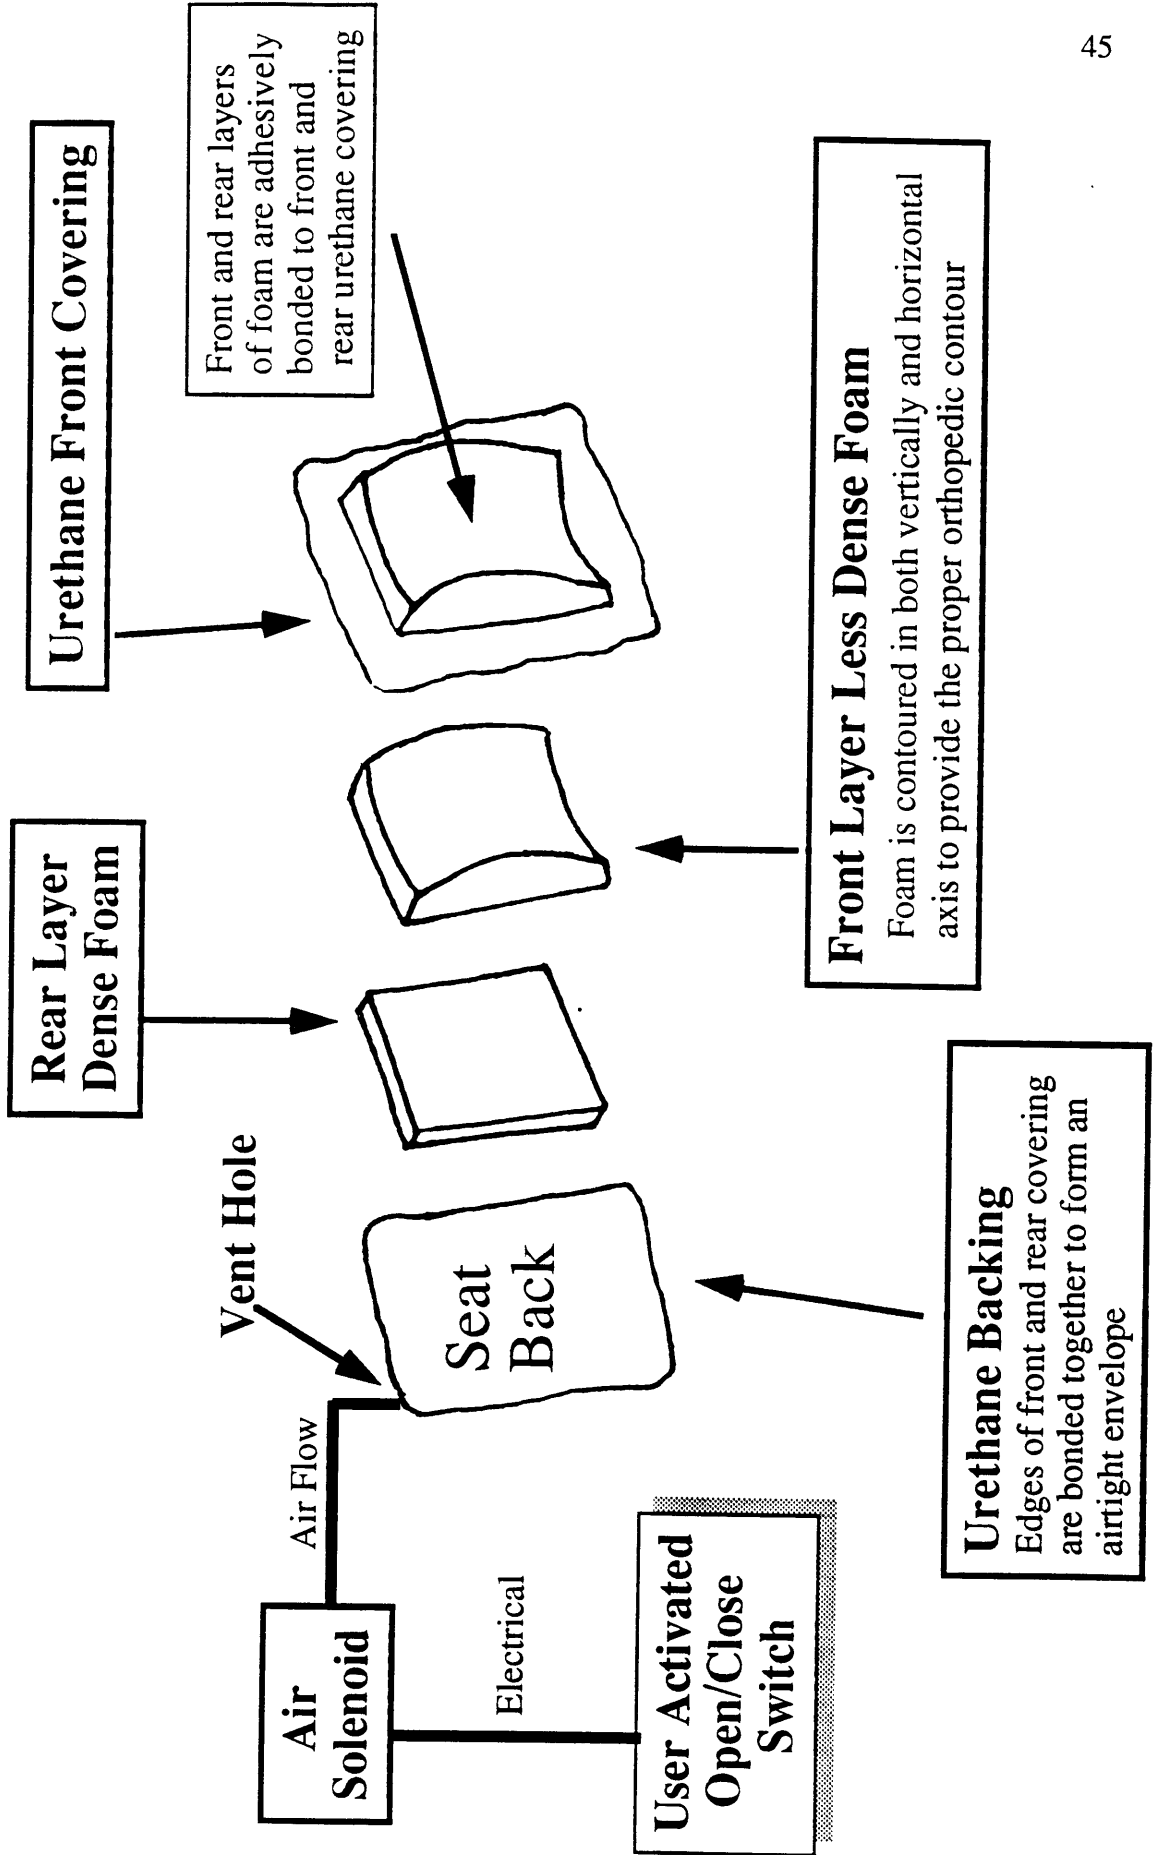 45
Urethane Front Covering
Front and rear layers
of foam are adhesively
bonded to front and
rear urethane covering
Rear Layer
Dense Foam
Vent Hole
Air Flow
Air
Solenoid
Electrical
User Activated
Open/Close
Switch
Seat
Back
Front Layer Less Dense Foam
Foam is contoured in both vertically and horizontal
axis to provide the proper orthopedic contour
Urethane Backing
Edges of front and rear covering
are bonded together to form an
airtight envelope